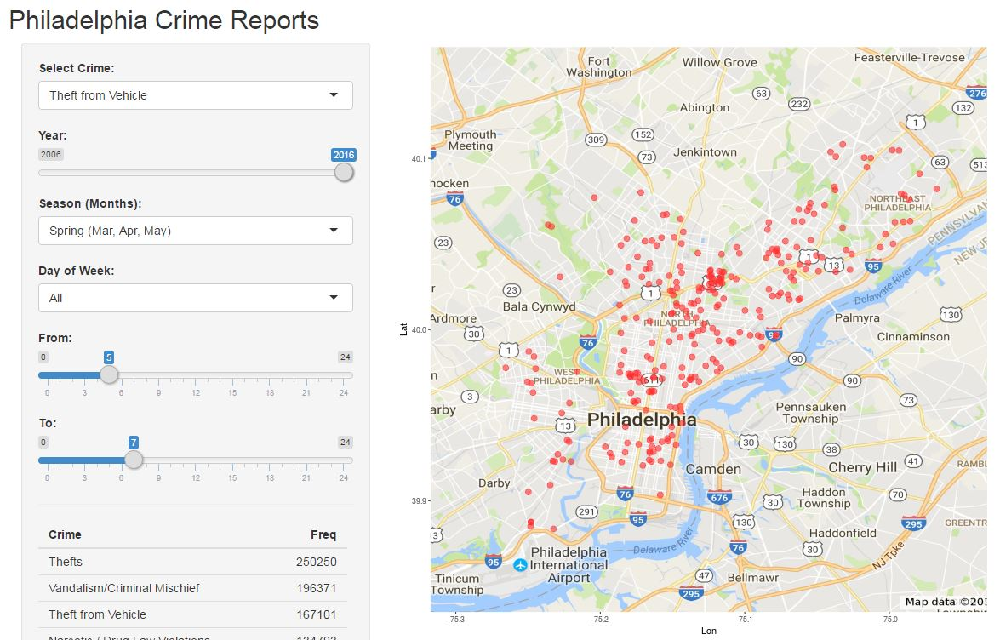 Philadelphia Crime Reports
Select Crime:
Theft from Vehicle
Year:
2006
2016
Season (Months):
Spring (Mar, Apr, May)
Day of Week:
All
From:
0 5 24
0 3 6 9 12 15 18 21 24
To:
0 7 24
0 3 6 9 12 15 18 21 24
Crime Freq
Thefts 250250
Vandalism/Criminal Mischief 196371
Theft from Vehicle 167101
Lat
40.1
40.0
39.9
Fort
Washington
Willow Grove
Feasterville-Trevose
63
232
276
132
Abington
1
Plymouth
Meeting
309
152
73
Jenkintown
63
513
hocken
76
NORTHEAST
PHILADELPHIA
PENNSYLVAN
NEW JE
23
1
13
95
Delaware River
r
23
Bala Cynwyd
1
Ardmore
30
NORTH
PHILADELPHIA
Palmyra
130
76
Cinnaminson
1
90
n
WEST
PHILADELPHIA
611
90
3
arby
73
13
Philadelphia
Pennsauken
Township
30
130
38
Camden
Cherry Hill
41
RAMBL
Darby
76
676
30
Haddon
Township
70
291
95
130
295
GREENTR
3
Haddonfield
Delaware River
76
30
NJ Tpke
95
Philadelphia
International
Airport
Tinicum
Township
47
Bellmawr
295
Map data ©201
-75.3
-75.2
-75.1
-75.0
Lon